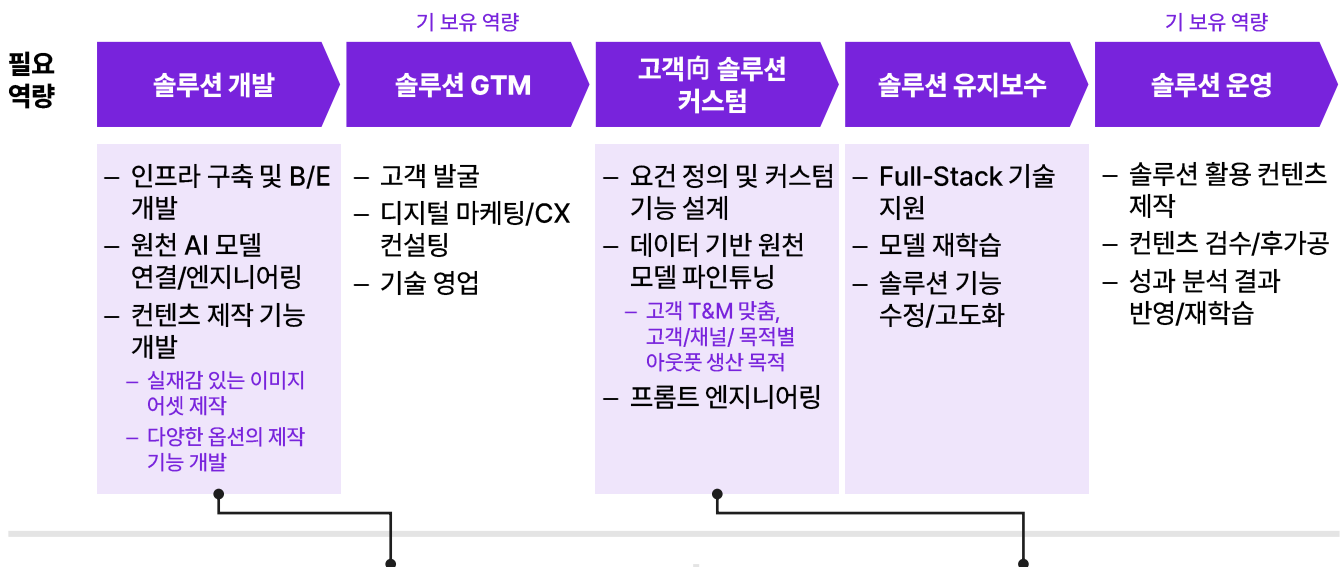 기 보유 역량
기 보유 역량
필요
역량
솔루션 개발
솔루션 GTM
고객向 솔루션
커스텀
솔루션 유지보수
솔루션 운영
– 인프라 구축 및 B/E
개발
– 원천 AI 모델
연결/엔지니어링
– 컨텐츠 제작 기능
개발
– 실재감 있는 이미지
어셋 제작
– 다양한 옵션의 제작
기능 개발
– 고객 발굴
– 디지털 마케팅/CX
컨설팅
– 기술 영업
– 요건 정의 및 커스텀
기능 설계
– 데이터 기반 원천
모델 파인튜닝
– 고객 T&M 맞춤,
고객/채널/ 목적별
아웃풋 생산 목적
– 프롬트 엔지니어링
– Full-Stack 기술
지원
– 모델 재학습
– 솔루션 기능
수정/고도화
– 솔루션 활용 컨텐츠
제작
– 컨텐츠 검수/후가공
– 성과 분석 결과
반영/재학습